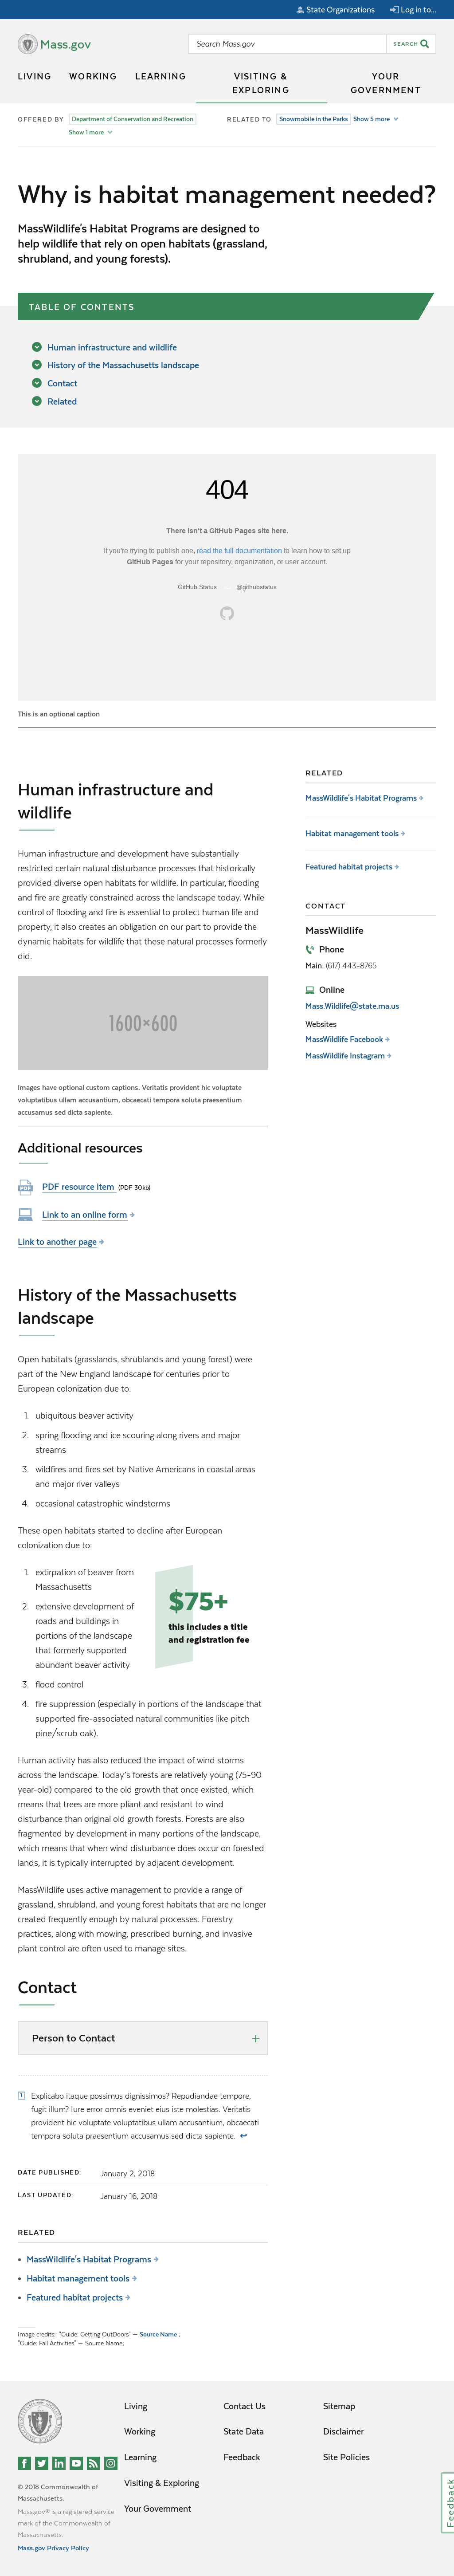 State Organizations
Log in to...
Mass.gov
Search Mass.gov
SEARCH
LIVING
WORKING
LEARNING
VISITING &
EXPLORING
YOUR
GOVERNMENT
OFFERED BY
Department of Conservation and Recreation
Show 1 more
RELATED TO
Snowmobile in the Parks
Show 5 more
Why is habitat management needed?
MassWildlife's Habitat Programs are designed to
help wildlife that rely on open habitats (grassland,
shrubland, and young forests).
TABLE OF CONTENTS
Human infrastructure and wildlife
History of the Massachusetts landscape
Contact
Related
404
There isn't a GitHub Pages site here.
If you're trying to publish one, read the full documentation to learn how to set up
GitHub Pages for your repository, organization, or user account.
GitHub Status — @githubstatus
This is an optional caption
Human infrastructure and
wildlife
Human infrastructure and development have substantially
restricted certain natural disturbance processes that historically
provided diverse open habitats for wildlife. In particular, flooding
and fire are greatly constrained across the landscape today. While
control of flooding and fire is essential to protect human life and
property, it also creates an obligation on our part to provide the
dynamic habitats for wildlife that these natural processes formerly
did.
1600×600
Images have optional custom captions. Veritatis provident hic voluptate
voluptatibus ullam accusantium, obcaecati tempora soluta praesentium
accusamus sed dicta sapiente.
Additional resources
PDF resource item (PDF 30kb)
Link to an online form
Link to another page
RELATED
MassWildlife's Habitat Programs
Habitat management tools
Featured habitat projects
CONTACT
MassWildlife
Phone
Main: (617) 443-8765
Online
Mass.Wildlife@state.ma.us
Websites
MassWildlife Facebook
MassWildlife Instagram
History of the Massachusetts
landscape
Open habitats (grasslands, shrublands and young forest) were
part of the New England landscape for centuries prior to
European colonization due to:
1. ubiquitous beaver activity
2. spring flooding and ice scouring along rivers and major
streams
3. wildfires and fires set by Native Americans in coastal areas
and major river valleys
4. occasional catastrophic windstorms
These open habitats started to decline after European
colonization due to:
1. extirpation of beaver from
Massachusetts
2. extensive development of
roads and buildings in
portions of the landscape
that formerly supported
abundant beaver activity
3. flood control
4. fire suppression (especially in portions of the landscape that
supported fire-associated natural communities like pitch
pine/scrub oak).
$75+
this includes a title
and registration fee
Human activity has also reduced the impact of wind storms
across the landscape. Today's forests are relatively young (75-90
year-old) compared to the old growth that once existed, which
means that trees are more pliant and resistant to wind
disturbance than original old growth forests. Forests are also
fragmented by development in many portions of the landscape,
which means that when wind disturbance does occur on forested
lands, it is typically interrupted by adjacent development.
MassWildlife uses active management to provide a range of
grassland, shrubland, and young forest habitats that are no longer
created frequently enough by natural processes. Forestry
practices, along with mowing, prescribed burning, and invasive
plant control are often used to manage sites.
Contact
Person to Contact
1 Explicabo itaque possimus dignissimos? Repudiandae tempore,
fugit illum? Iure error omnis eveniet eius iste molestias. Veritatis
provident hic voluptate voluptatibus ullam accusantium, obcaecati
tempora soluta praesentium accusamus sed dicta sapiente. ↩
DATE PUBLISHED: January 2, 2018
LAST UPDATED: January 16, 2018
RELATED
MassWildlife's Habitat Programs
Habitat management tools
Featured habitat projects
Image credits: "Guide: Getting OutDoors" — Source Name ,
"Guide: Fall Activities" — Source Name,
Living
Working
Learning
Visiting & Exploring
Your Government
Contact Us
State Data
Feedback
Sitemap
Disclaimer
Site Policies
© 2018 Commonwealth of
Massachusetts.
Mass.gov® is a registered service
mark of the Commonwealth of
Massachusetts.
Mass.gov Privacy Policy
Feedback